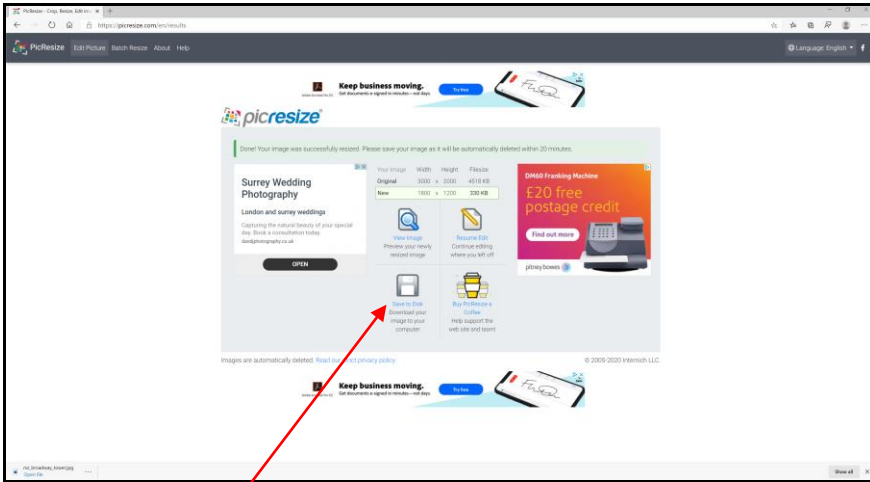 PicResize - Crop, Resize, Edit Im
https://picresize.com/en/results
PicResize Edit Picture Batch Resize About Help
Language: English
Keep business moving.
Get documents e-signed in minutes—not days.
Try free
picresize
Done! Your image was successfully resized. Please save your image as it will be automatically deleted within 20 minutes.
Surrey Wedding
Photography
London and surrey weddings
Capturing the natural beauty of your special
day. Book a consultation today.
OPEN
Your Image Width Height Filesize
Original 3000 x 2000 4518 KB
New 1800 x 1200 330 KB
View Image
Preview your newly
resized image
Resume Edit
Continue editing
where you left off
Save to Disk
Download your
image to your
computer
Buy PicResize a
Coffee
Help support the
web site and team!
DM60 Franking Machine
£20 free
postage credit
Find out more
pitney bowes
Images are automatically deleted. Read our strict privacy policy
© 2005-2020 Internich LLC.
Keep business moving.
Get documents e-signed in minutes—not days.
Try free
Open file
Show all